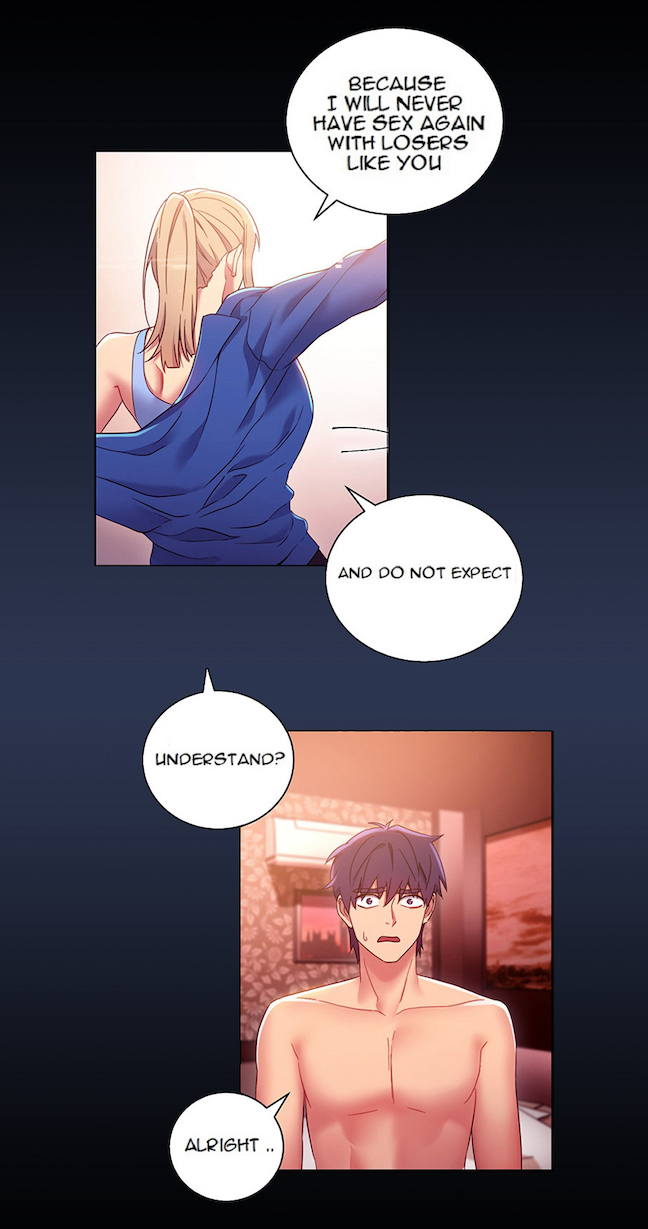 BECAUSE
I WILL NEVER
HAVE SEX AGAIN
WITH LOSERS
LIKE YOU
AND DO NOT EXPECT
UNDERSTAND?
ALRIGHT ..